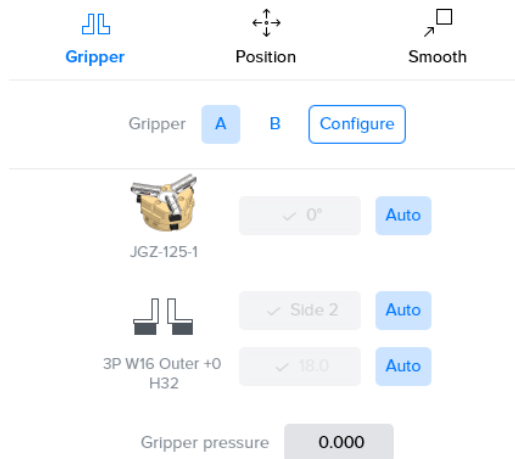 Gripper Position Smooth
Gripper A B Configure
0° Auto
JGZ-125-1
Side 2 Auto
3P W16 Outer +0 18.0 Auto
H32
Gripper pressure 0.000